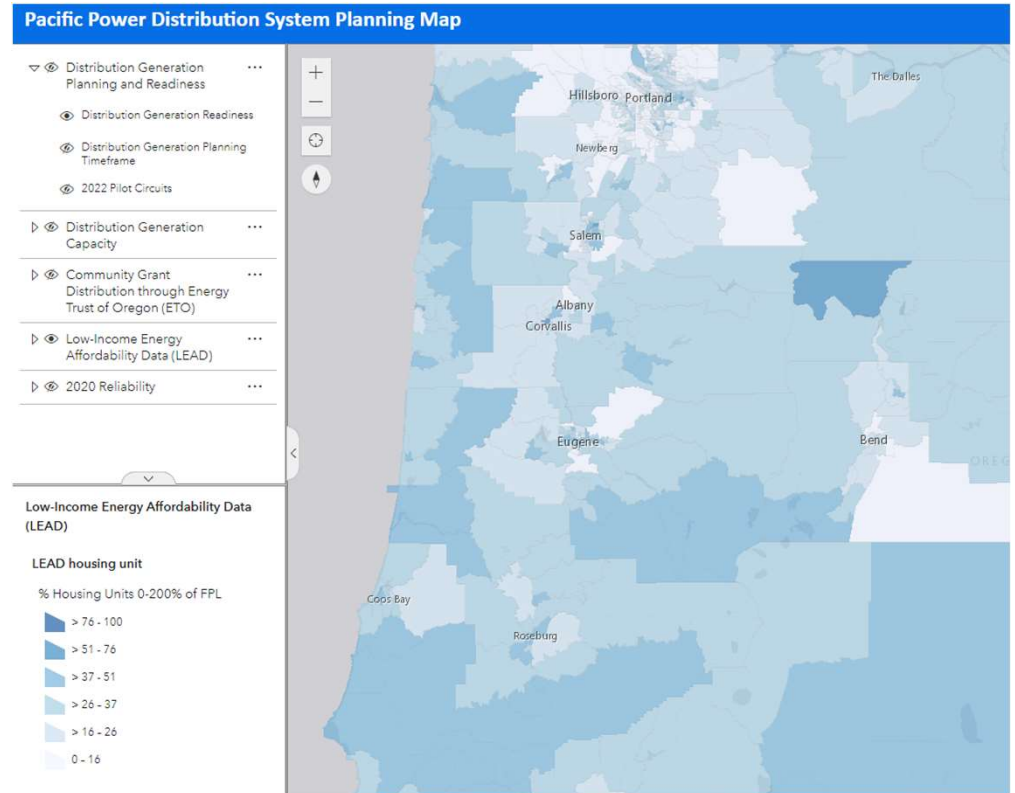 Pacific Power Distribution System Planning Map
Distribution Generation
Planning and Readiness
Distribution Generation Readiness
Distribution Generation Planning
Timeframe
2022 Pilot Circuits
Distribution Generation
Capacity
Community Grant
Distribution through Energy
Trust of Oregon (ETO)
Low-Income Energy
Affordability Data (LEAD)
2020 Reliability
Low-Income Energy Affordability Data
(LEAD)
LEAD housing unit
% Housing Units 0-200% of FPL
> 76 - 100
> 51 - 76
> 37 - 51
> 26 - 37
> 16 - 26
0 - 16
The Dalles
Hillsboro
Portland
Newberg
Salem
Albany
Corvallis
Eugene
Bend
OREG
Coos Bay
Roseburg